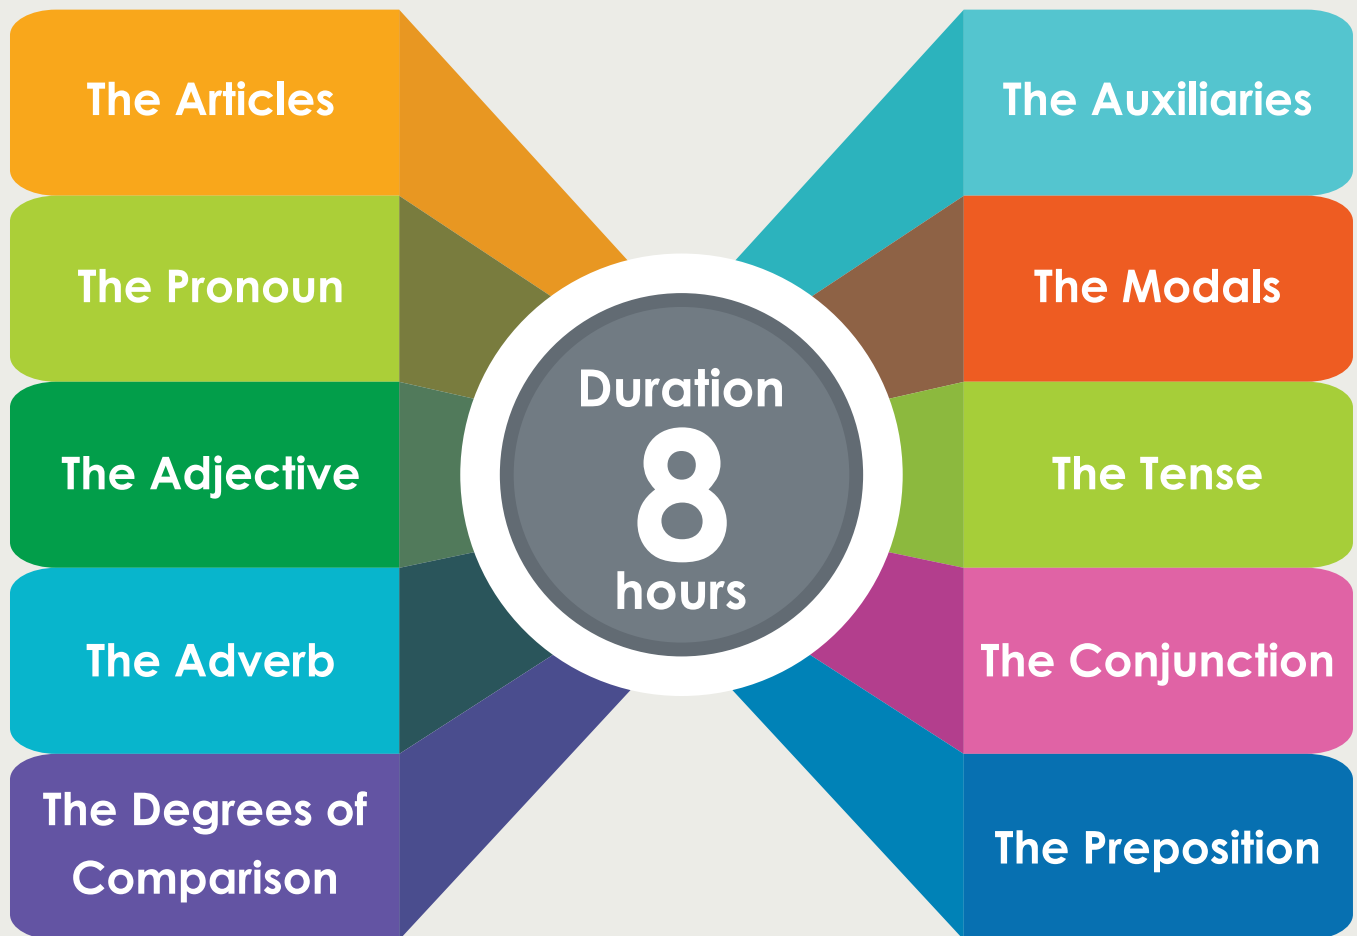 The Articles
The Pronoun
The Adjective
The Adverb
The Degrees of
Comparison
Duration
8
hours
The Auxiliaries
The Modals
The Tense
The Conjunction
The Preposition